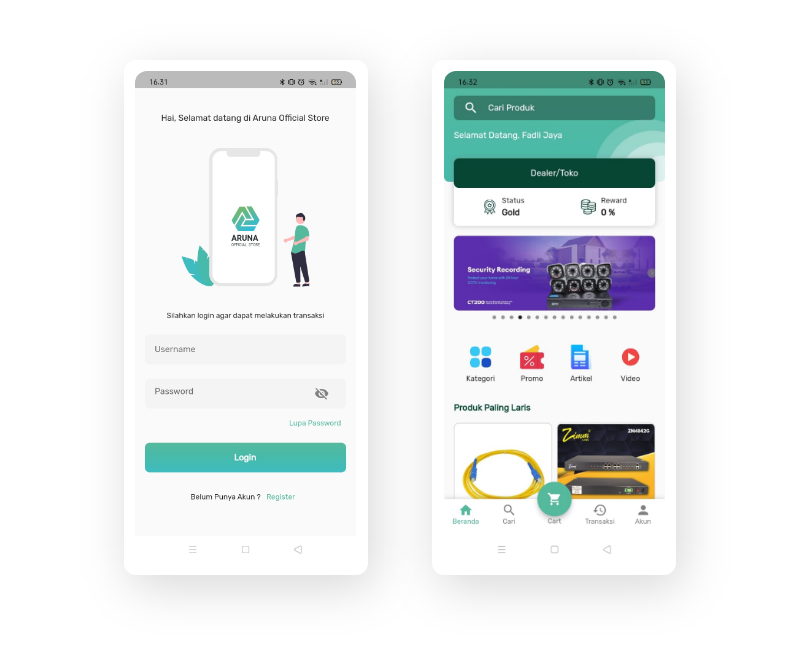 16.31
Hai, Selamat datang di Aruna Official Store
ARUNA
OFFICIAL STORE
Silahkan login agar dapat melakukan transaksi
Username
Password
Lupa Password
Login
Belum Punya Akun ? Register
16.32
Cari Produk
Selamat Datang, Fadli Jaya
Dealer/Toko
Status
Gold
Reward
0 %
Security Recording
CT200
Kategori
Promo
Artikel
Video
Produk Paling Laris
Zimmlink
ZM4842G
Beranda
Cari
Cart
Transaksi
Akun